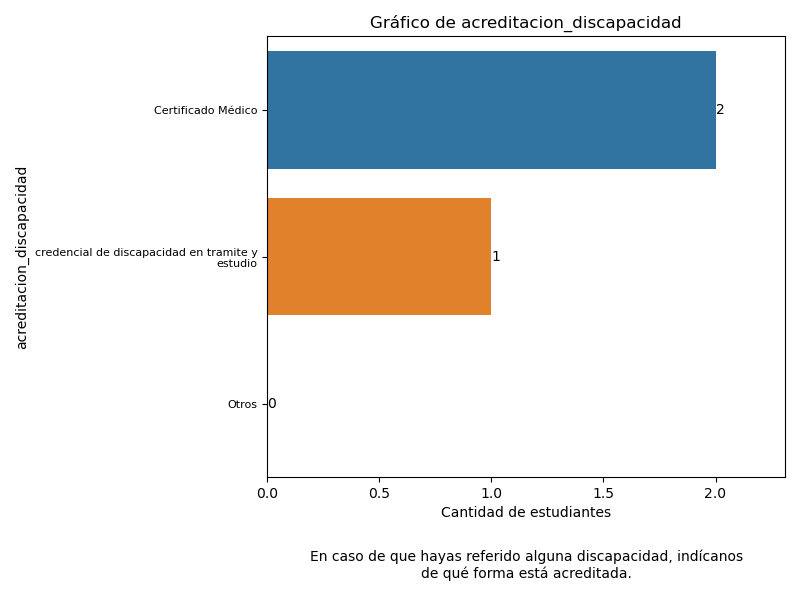 Gráfico de acreditacion_discapacidad
acreditacion_discapacidad
Certificado Médico
2
credencial de discapacidad en tramite y
estudio
1
Otros
0
0.0 0.5 1.0 1.5 2.0
Cantidad de estudiantes
En caso de que hayas referido alguna discapacidad, indícanos
de qué forma está acreditada.